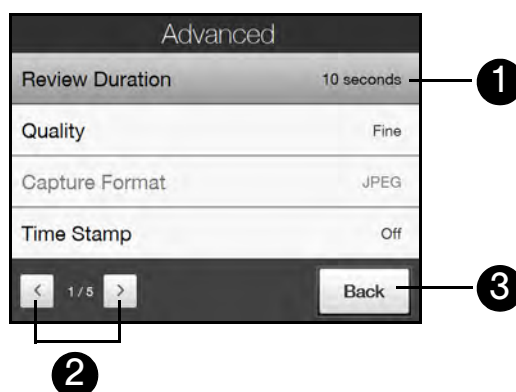 Advanced
Review Duration 10 seconds 1
Quality Fine
Capture Format JPEG
Time Stamp Off
< 1/5 > Back 3
2